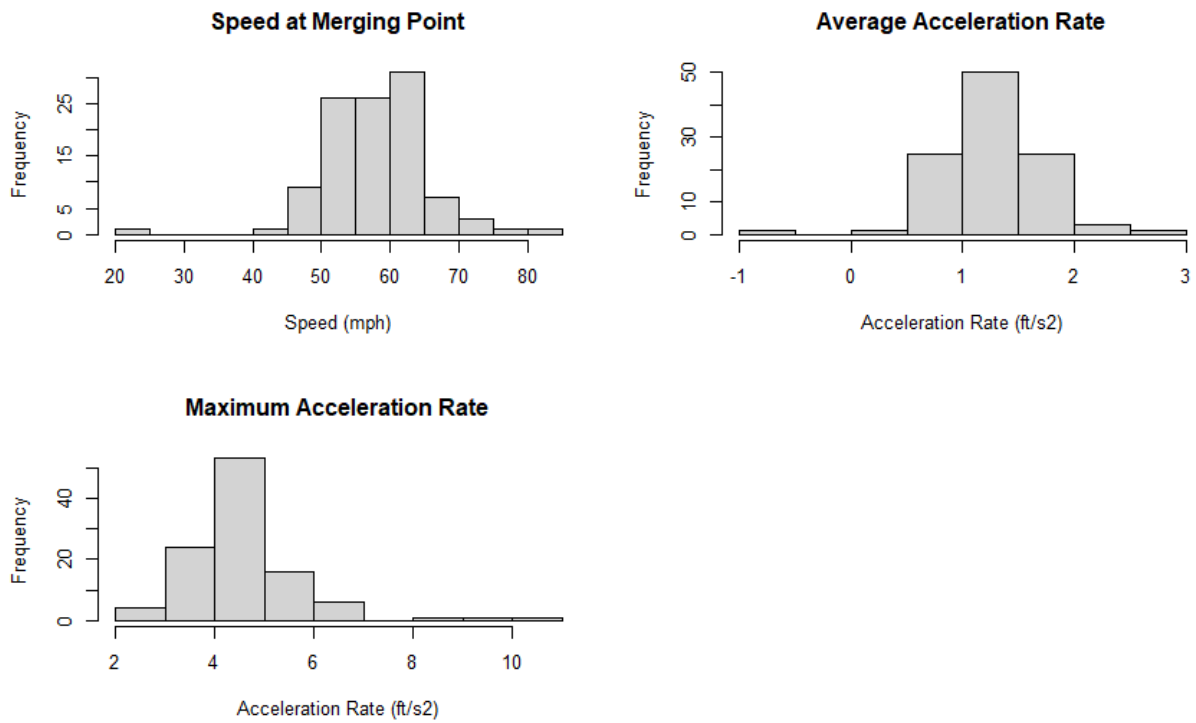 Speed at Merging Point
Frequency
5
15
25
0
20 30 40 50 60 70 80
Speed (mph)
Average Acceleration Rate
Frequency
0
10
30
50
-1 0 1 2 3
Acceleration Rate (ft/s2)
Maximum Acceleration Rate
Frequency
0
20
40
2 4 6 8 10
Acceleration Rate (ft/s2)